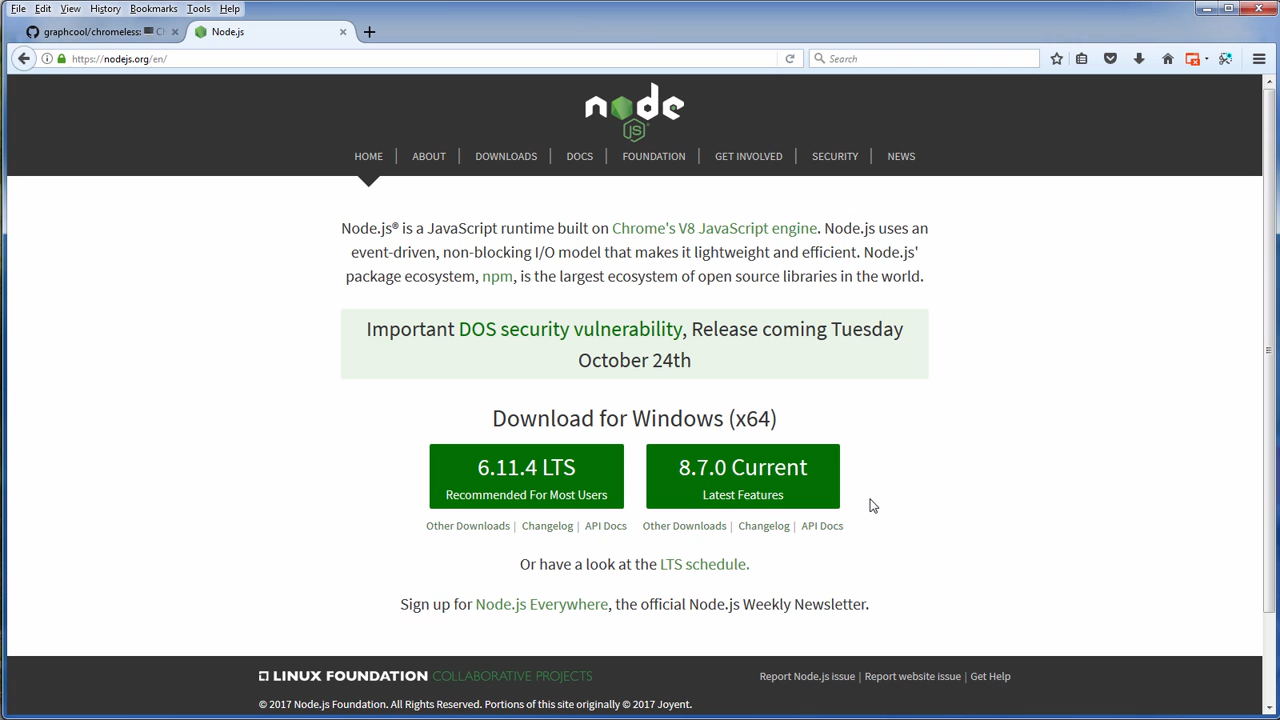 File Edit View History Bookmarks Tools Help
graphcool/chromeless: Node.js
https://nodejs.org/en/ Search
node
JS
HOME ABOUT DOWNLOADS DOCS FOUNDATION GET INVOLVED SECURITY NEWS
Node.js® is a JavaScript runtime built on Chrome's V8 JavaScript engine. Node.js uses an
event-driven, non-blocking I/O model that makes it lightweight and efficient. Node.js'
package ecosystem, npm, is the largest ecosystem of open source libraries in the world.
Important DOS security vulnerability, Release coming Tuesday
October 24th
Download for Windows (x64)
6.11.4 LTS
Recommended For Most Users
8.7.0 Current
Latest Features
Other Downloads | Changelog | API Docs
Other Downloads | Changelog | API Docs
Or have a look at the LTS schedule.
Sign up for Node.js Everywhere, the official Node.js Weekly Newsletter.
LINUX FOUNDATION COLLABORATIVE PROJECTS
Report Node.js issue | Report website issue | Get Help
© 2017 Node.js Foundation. All Rights Reserved. Portions of this site originally © 2017 Joyent.